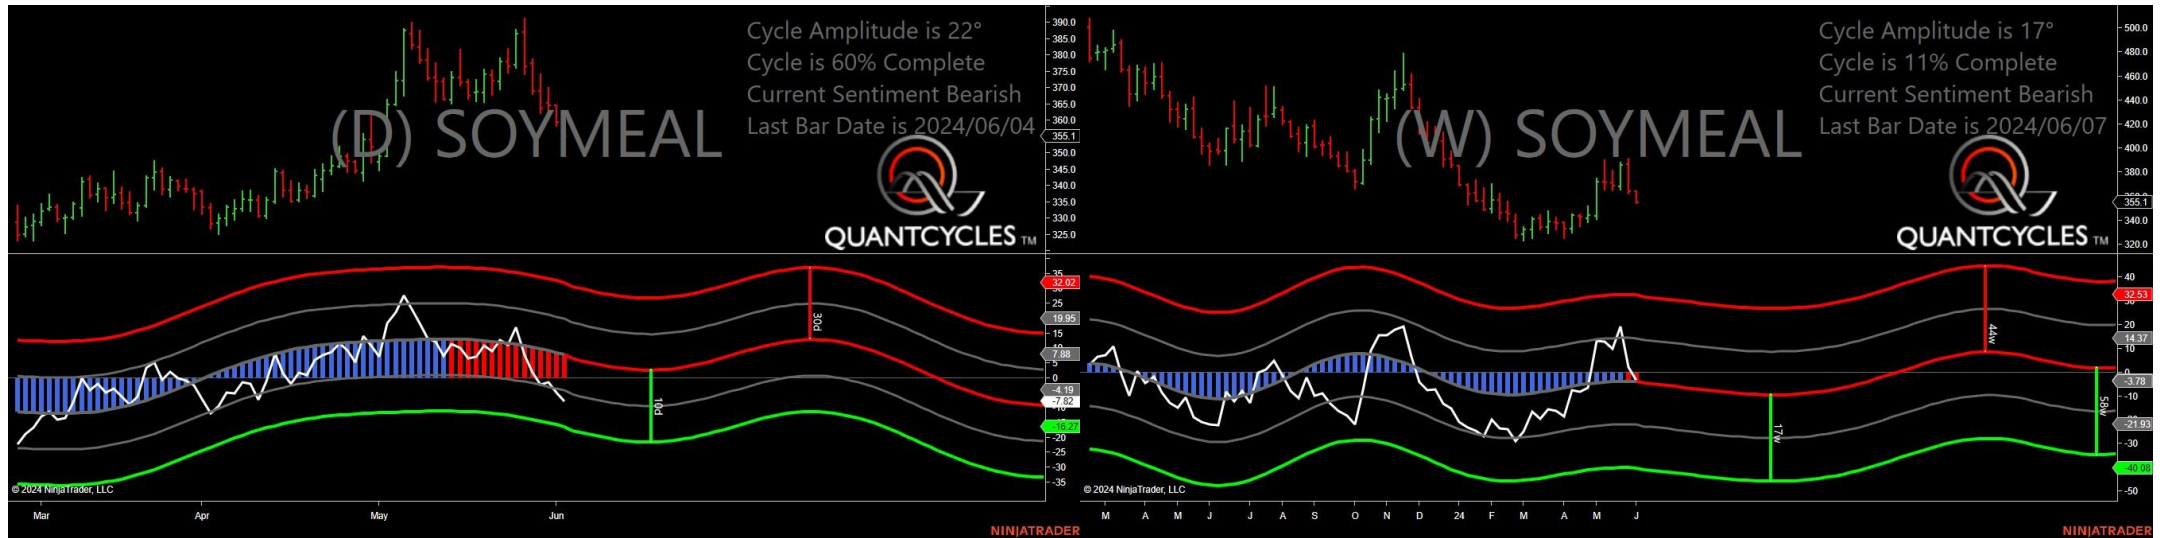 Cycle Amplitude is 22°
Cycle is 60% Complete
Current Sentiment Bearish
Last Bar Date is 2024/06/04
(D) SOYMEAL
QUANTCYCLES TM
390.0
385.0
380.0
375.0
370.0
365.0
360.0
355.1
350.0
345.0
340.0
335.0
330.0
325.0
35
32.02
25
19.95
15
7.88
5
0
-4.19
-7.82
-16.27
-20
-25
-30
-35
30d
10d
© 2024 NinjaTrader, LLC
Mar Apr May Jun
NINJATRADER
Cycle Amplitude is 17°
Cycle is 11% Complete
Current Sentiment Bearish
Last Bar Date is 2024/06/07
(W) SOYMEAL
QUANTCYCLES TM
500.0
480.0
460.0
440.0
420.0
400.0
380.0
355.1
340.0
320.0
40
32.53
20
14.37
10
0
-3.78
-10
-21.93
-30
-40.08
-50
44w
17w
58w
© 2024 NinjaTrader, LLC
M A M J J A S O N D 24 F M A M J
NINJATRADER